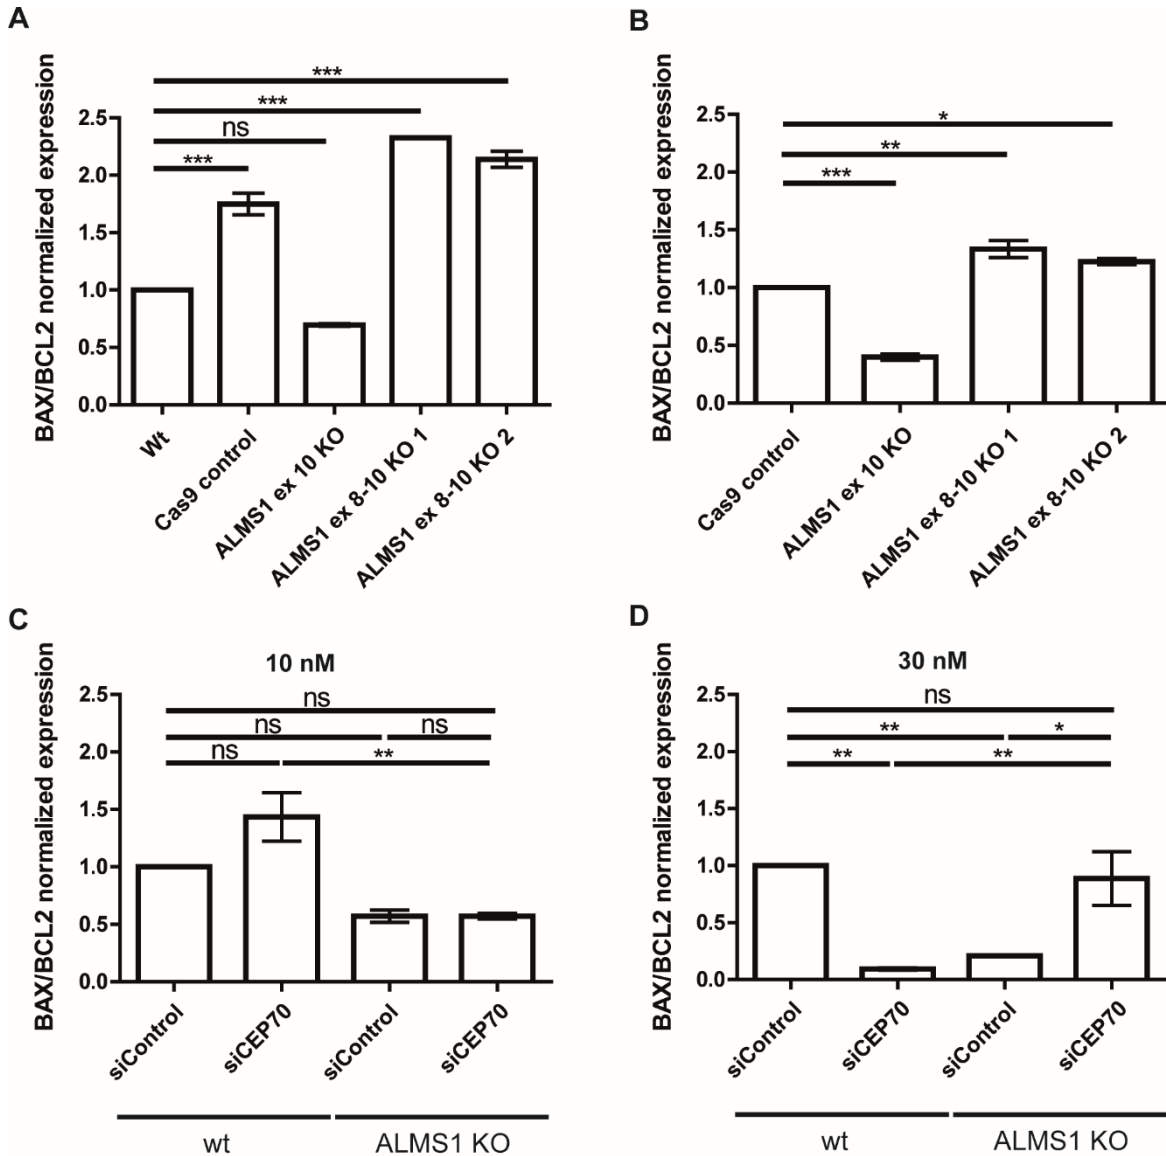 A
BAX/BCL2 normalized expression
2.5
2.0
1.5
1.0
0.5
0.0
***
***
ns
***
Wt
Cas9 control
ALMS1 ex 10 KO
ALMS1 ex 8-10 KO 1
ALMS1 ex 8-10 KO 2
B
BAX/BCL2 normalized expression
2.5
2.0
1.5
1.0
0.5
0.0
*
**
***
Cas9 control
ALMS1 ex 10 KO
ALMS1 ex 8-10 KO 1
ALMS1 ex 8-10 KO 2
C
10 nM
BAX/BCL2 normalized expression
2.5
2.0
1.5
1.0
0.5
0.0
ns
ns ns
ns **
siControl
siCEP70
siControl
siCEP70
wt ALMS1 KO
D
30 nM
BAX/BCL2 normalized expression
2.5
2.0
1.5
1.0
0.5
0.0
ns
** *
** **
siControl
siCEP70
siControl
siCEP70
wt ALMS1 KO